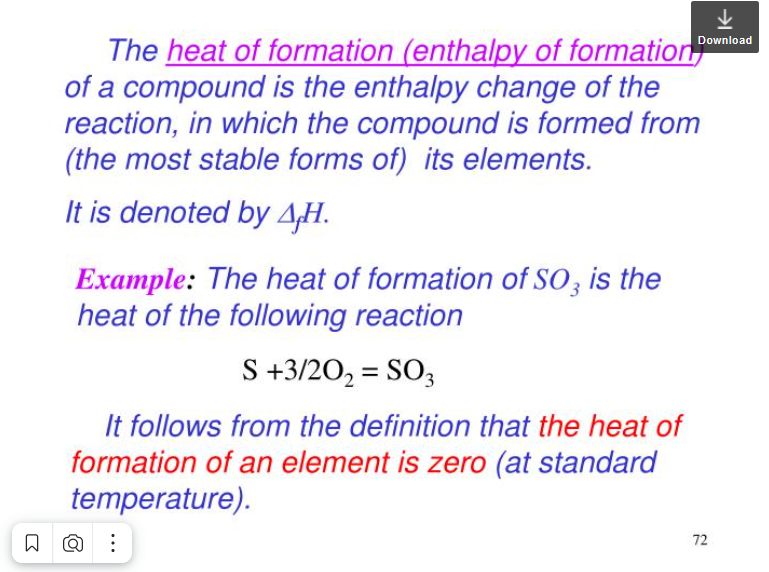 Download
The heat of formation (enthalpy of formation)
of a compound is the enthalpy change of the
reaction, in which the compound is formed from
(the most stable forms of) its elements.
It is denoted by ΔfH.
Example: The heat of formation of SO3 is the
heat of the following reaction
S +3/2O2 = SO3
It follows from the definition that the heat of
formation of an element is zero (at standard
temperature).
72